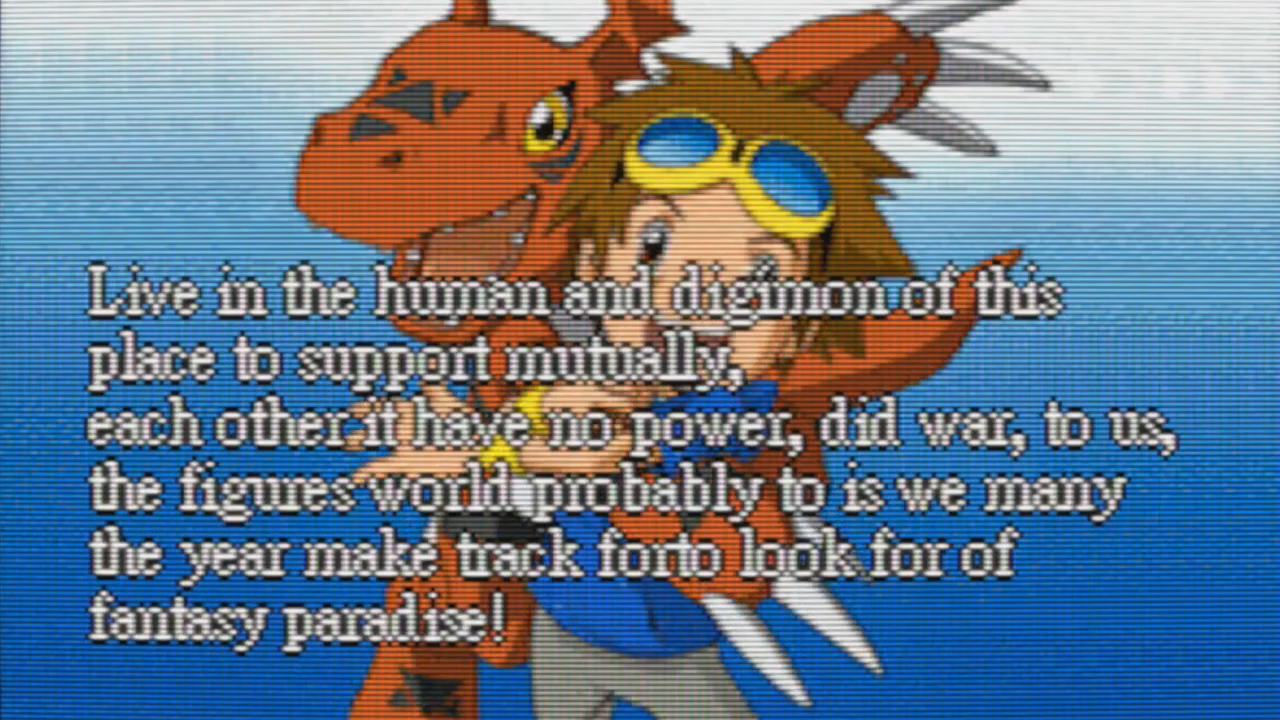 Live in the human and digimon of this
place to support mutually,
each other it have no power, did war, to us,
the figures world probably to is we many
the year make track forto look for of
fantasy paradise!